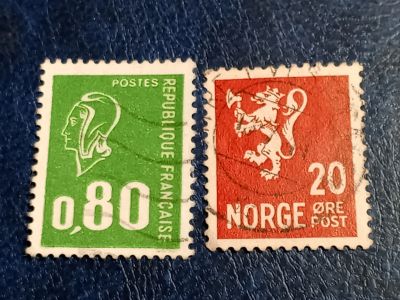 POSTES
REPUBLIQUE FRANÇAISE
0,80
20
NORGE ØRE
POST